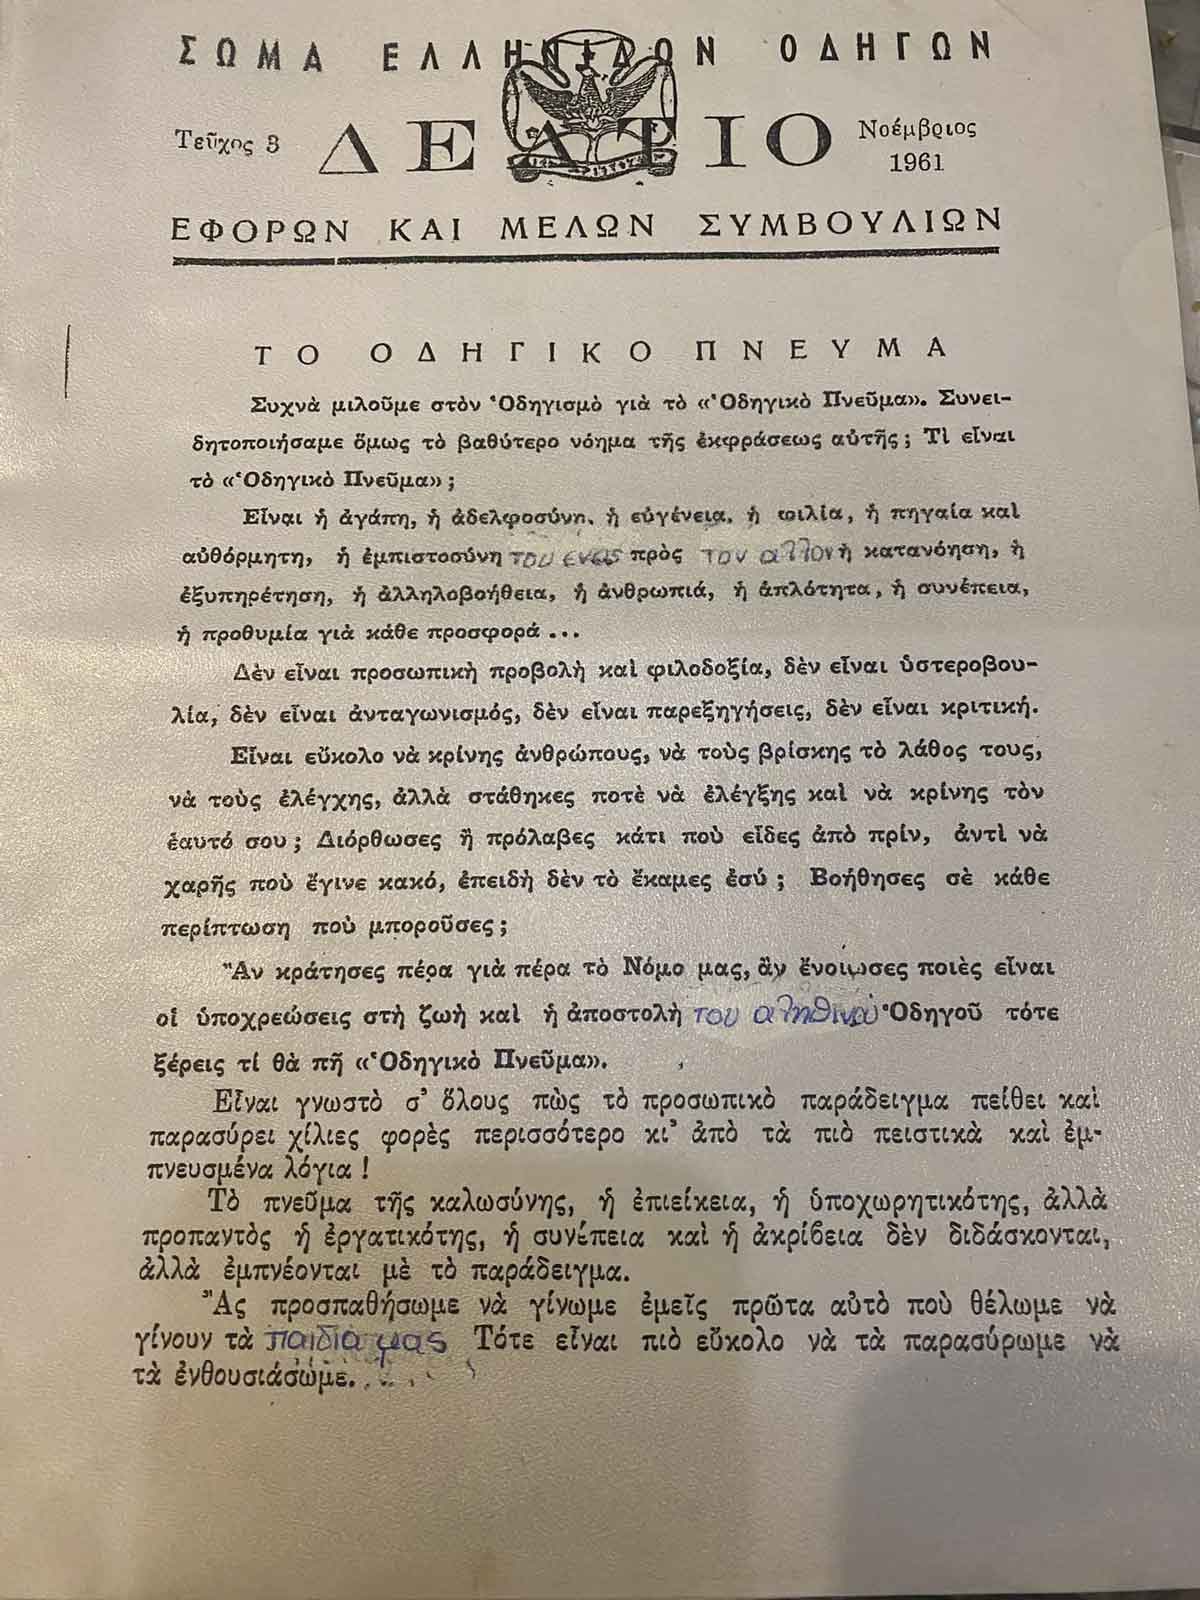 ΣΩΜΑ ΕΛΛΗΝΙΔΩΝ ΟΔΗΓΩΝ
Τεῦχος 3 ΔΕΛΤΙΟ Νοέμβριος 1961
ΕΦΟΡΩΝ ΚΑΙ ΜΕΛΩΝ ΣΥΜΒΟΥΛΙΩΝ
ΤΟ ΟΔΗΓΙΚΟ ΠΝΕΥΜΑ
Συχνὰ μιλοῦμε στὸν Ὁδηγισμὸ γιὰ τὸ «Ὁδηγικὸ Πνεῦμα». Συνει-
δητοποιήσαμε ὅμως τὸ βαθύτερο νόημα τῆς ἐκφράσεως αὐτῆς; Τὶ εἶναι
τὸ «Ὁδηγικὸ Πνεῦμα»;
Εἶναι ἡ ἀγάπη, ἡ ἀδελφοσύνη, ἡ εὐγένεια, ἡ φιλία, ἡ πηγαία καὶ
αὐθόρμητη, ἡ ἐμπιστοσύνη του ενας πρὸς τον αλλον ἡ κατανόηση, ἡ
ἐξυπηρέτηση, ἡ ἀλληλοβοήθεια, ἡ ἀνθρωπιά, ἡ ἁπλότητα, ἡ συνέπεια,
ἡ προθυμία γιὰ κάθε προσφορά...
Δὲν εἶναι προσωπικὴ προβολὴ καὶ φιλοδοξία, δὲν εἶναι ὑστεροβου-
λία, δὲν εἶναι ἀνταγωνισμός, δὲν εἶναι παρεξηγήσεις, δὲν εἶναι κριτική.
Εἶναι εὔκολο νὰ κρίνης ἀνθρώπους, νὰ τοὺς βρίσκης τὸ λάθος τους,
νὰ τοὺς ἐλέγχης, ἀλλὰ στάθηκες ποτὲ νὰ ἐλέγξης καὶ νὰ κρίνης τὸν
ἑαυτό σου; Διόρθωσες ἢ πρόλαβες κάτι ποὺ εἶδες ἀπὸ πρίν, ἀντὶ νὰ
χαρῆς ποὺ ἔγινε κακό, ἐπειδὴ δὲν τὸ ἔκαμες ἐσύ; Βοήθησες σὲ κάθε
περίπτωση ποὺ μποροῦσες;
Ἂν κράτησες πέρα γιὰ πέρα τὸ Νόμο μας, ἂν ἔνοιωσες ποιὲς εἶναι
οἱ ὑποχρεώσεις στὴ ζωὴ καὶ ἡ ἀποστολὴ του αληθινού Ὁδηγοῦ τότε
ξέρεις τί θὰ πῆ «Ὁδηγικὸ Πνεῦμα».
Εἶναι γνωστὸ σ' ὅλους πὼς τὸ προσωπικὸ παράδειγμα πείθει καὶ
παρασύρει χίλιες φορὲς περισσότερο κι' ἀπὸ τὰ πιὸ πειστικὰ καὶ ἐμ-
πνευσμένα λόγια!
Τὸ πνεῦμα τῆς καλωσύνης, ἡ ἐπιείκεια, ἡ ὑποχωρητικότης, ἀλλὰ
προπαντὸς ἡ ἐργατικότης, ἡ συνέπεια καὶ ἡ ἀκρίβεια δὲν διδάσκονται,
ἀλλὰ ἐμπνέονται μὲ τὸ παράδειγμα.
Ἂς προσπαθήσωμε νὰ γίνωμε ἐμεῖς πρῶτα αὐτὸ ποὺ θέλωμε νὰ
γίνουν τὰ παιδιά μας Τότε εἶναι πιὸ εὔκολο νὰ τὰ παρασύρωμε νὰ
τὰ ἐνθουσιάσωμε.